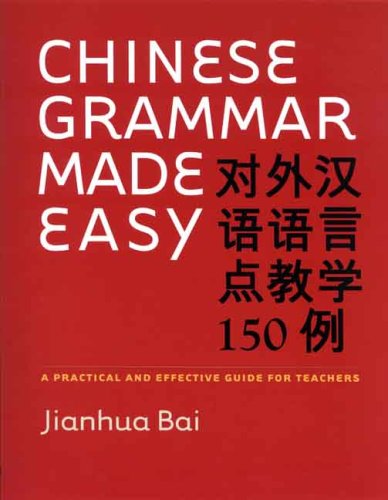 CHINESE
GRAMMAR
MADE
EASY
对外汉
语语言
点教学
150 例
A PRACTICAL AND EFFECTIVE GUIDE FOR TEACHERS
Jianhua Bai